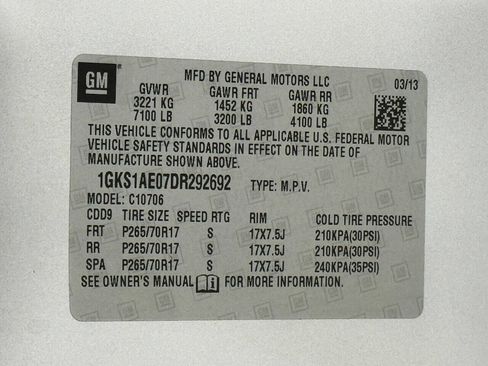 GM
MFD BY GENERAL MOTORS LLC
03/13
GVWR GAWR FRT GAWR RR
3221 KG 1452 KG 1860 KG
7100 LB 3200 LB 4100 LB
THIS VEHICLE CONFORMS TO ALL APPLICABLE U.S. FEDERAL MOTOR
VEHICLE SAFETY STANDARDS IN EFFECT ON THE DATE OF
MANUFACTURE SHOWN ABOVE.
1GKS1AE07DR292692 TYPE: M.P.V.
MODEL: C10706
CDD9 TIRE SIZE SPEED RTG RIM COLD TIRE PRESSURE
FRT P265/70R17 S 17X7.5J 210KPA(30PSI)
RR P265/70R17 S 17X7.5J 210KPA(30PSI)
SPA P265/70R17 S 17X7.5J 240KPA(35PSI)
SEE OWNER'S MANUAL FOR MORE INFORMATION.